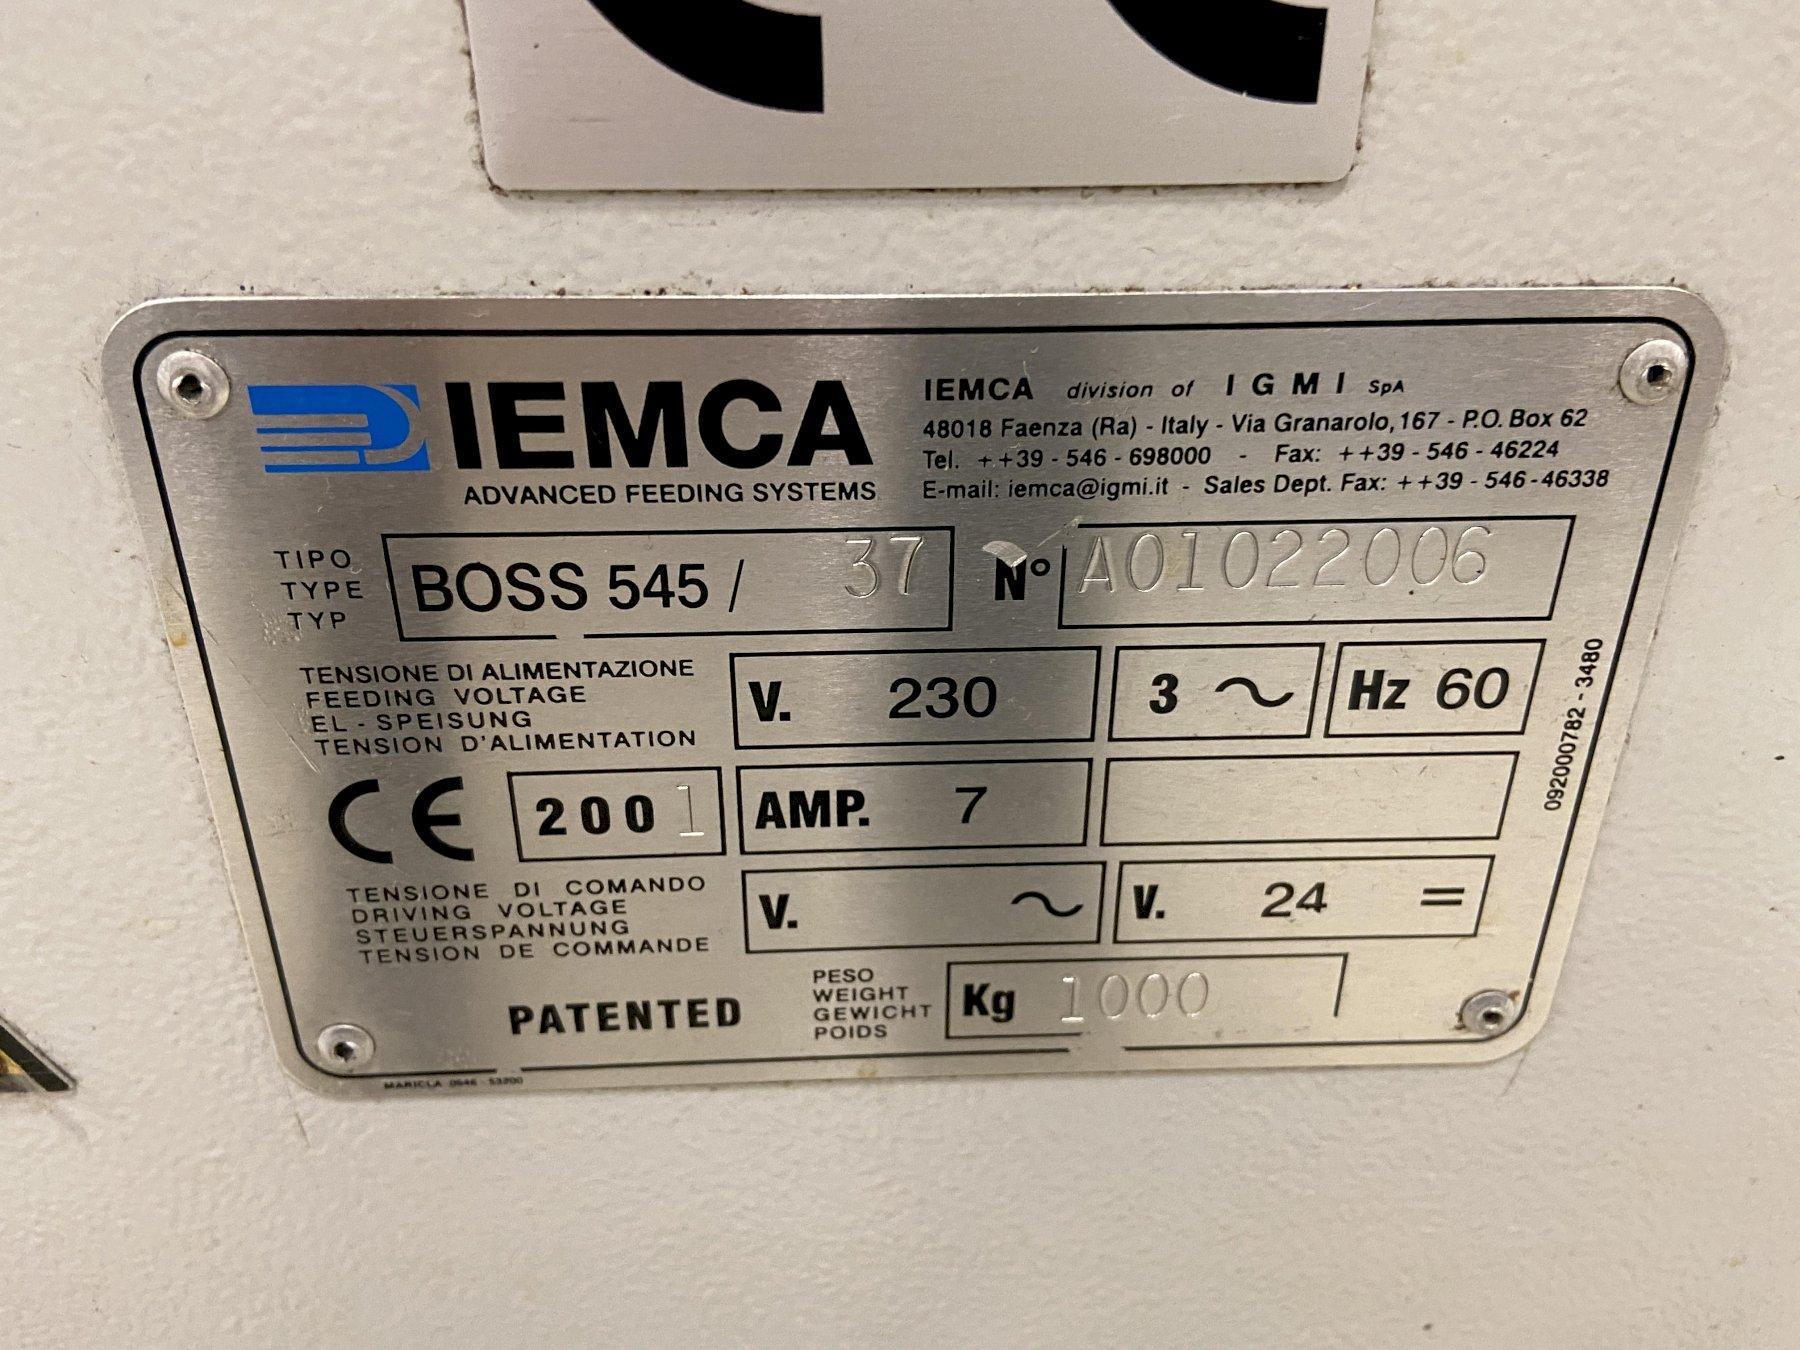 IEMCA
ADVANCED FEEDING SYSTEMS
IEMCA division of IGMI SpA
48018 Faenza (Ra) - Italy - Via Granarolo, 167 - P.O. Box 62
Tel. ++39 - 546 - 698000 - Fax: ++39 - 546 - 46224
E-mail: iemca@igmi.it - Sales Dept. Fax: ++39 - 546 - 46338
TIPO
TYPE
TYP
BOSS 545 / 37
N° A01022006
TENSIONE DI ALIMENTAZIONE
FEEDING VOLTAGE
EL - SPEISUNG
TENSION D'ALIMENTATION
V. 230
3 ~
Hz 60
CE
2001
AMP. 7
TENSIONE DI COMANDO
DRIVING VOLTAGE
STEUERSPANNUNG
TENSION DE COMMANDE
V. ~
V. 24 =
PATENTED
PESO
WEIGHT
GEWICHT
POIDS
Kg 1000
092000782 - 3480
MARICLA 0546 - 53200